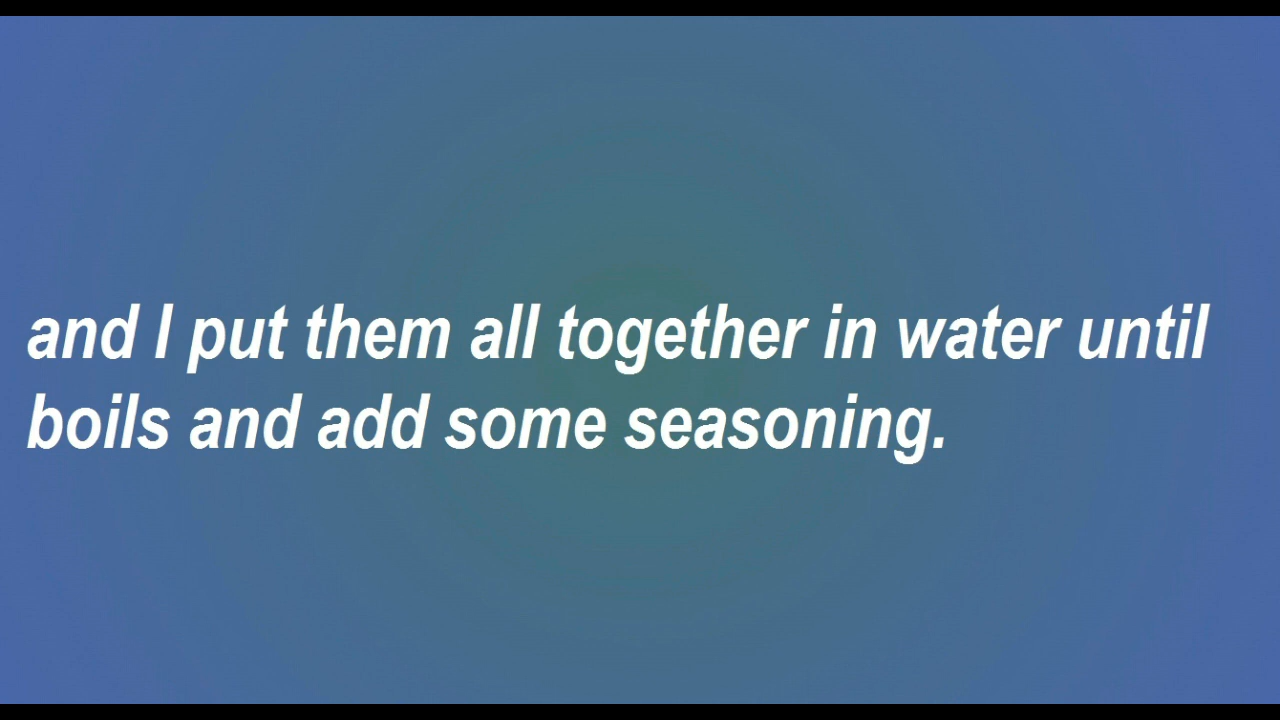 and I put them all together in water until
boils and add some seasoning.